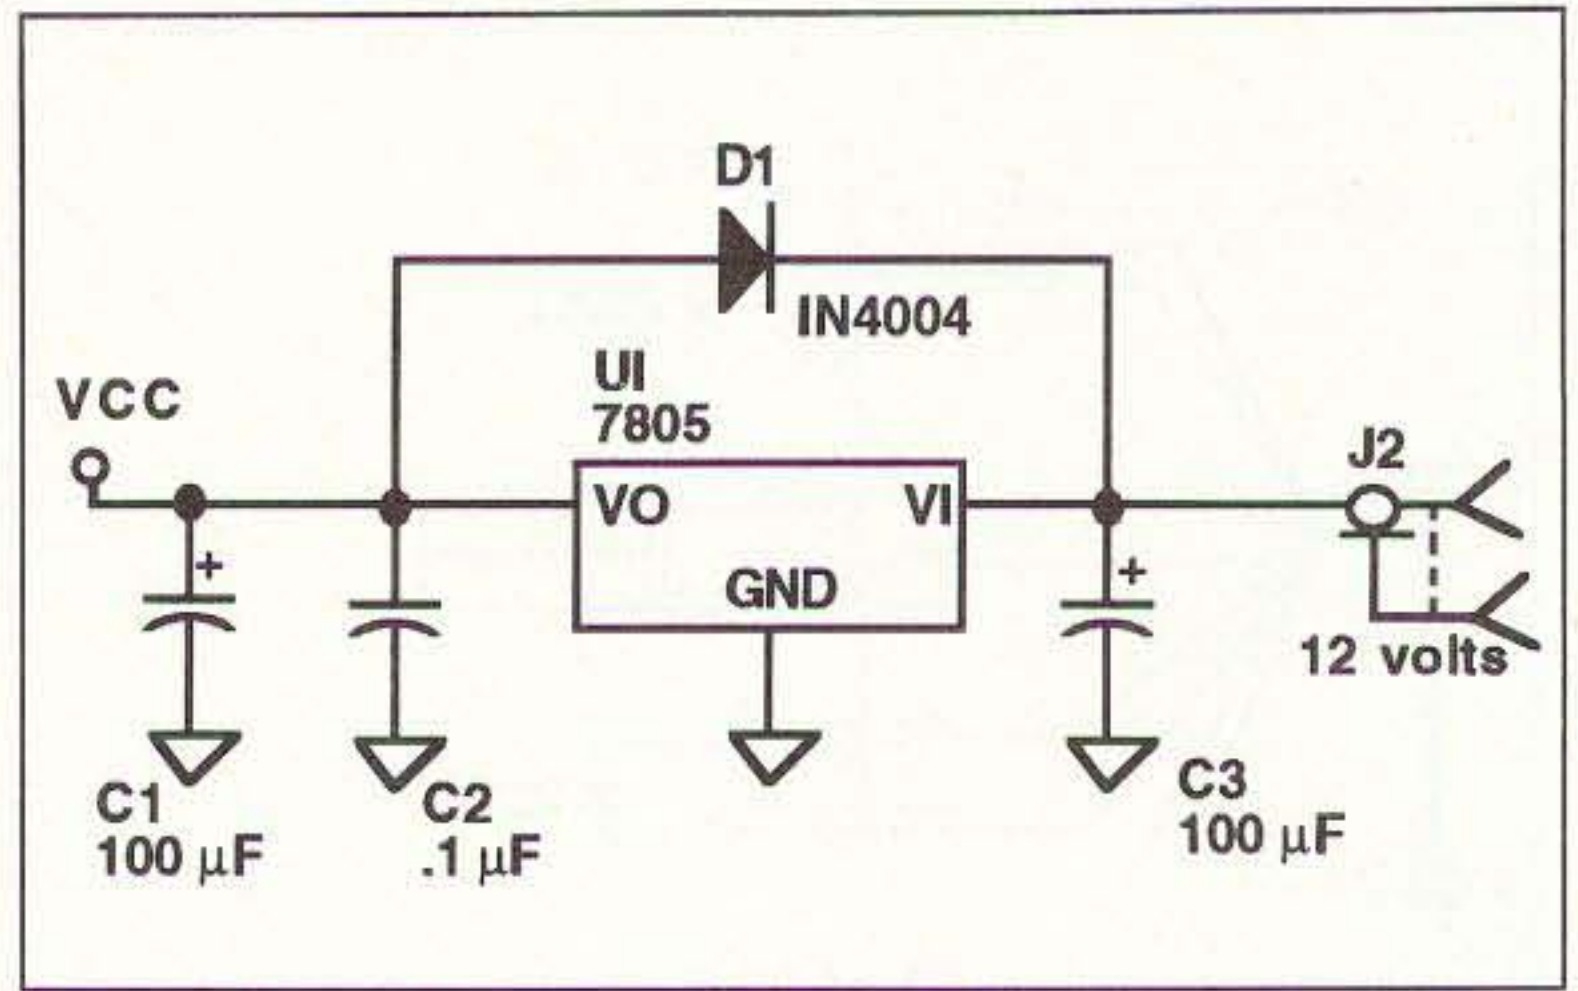 D1
IN4004
UI
7805
VCC
J2
VO
VI
+
+
GND
12 volts
C1
100 µF
C2
.1 µF
C3
100 µF